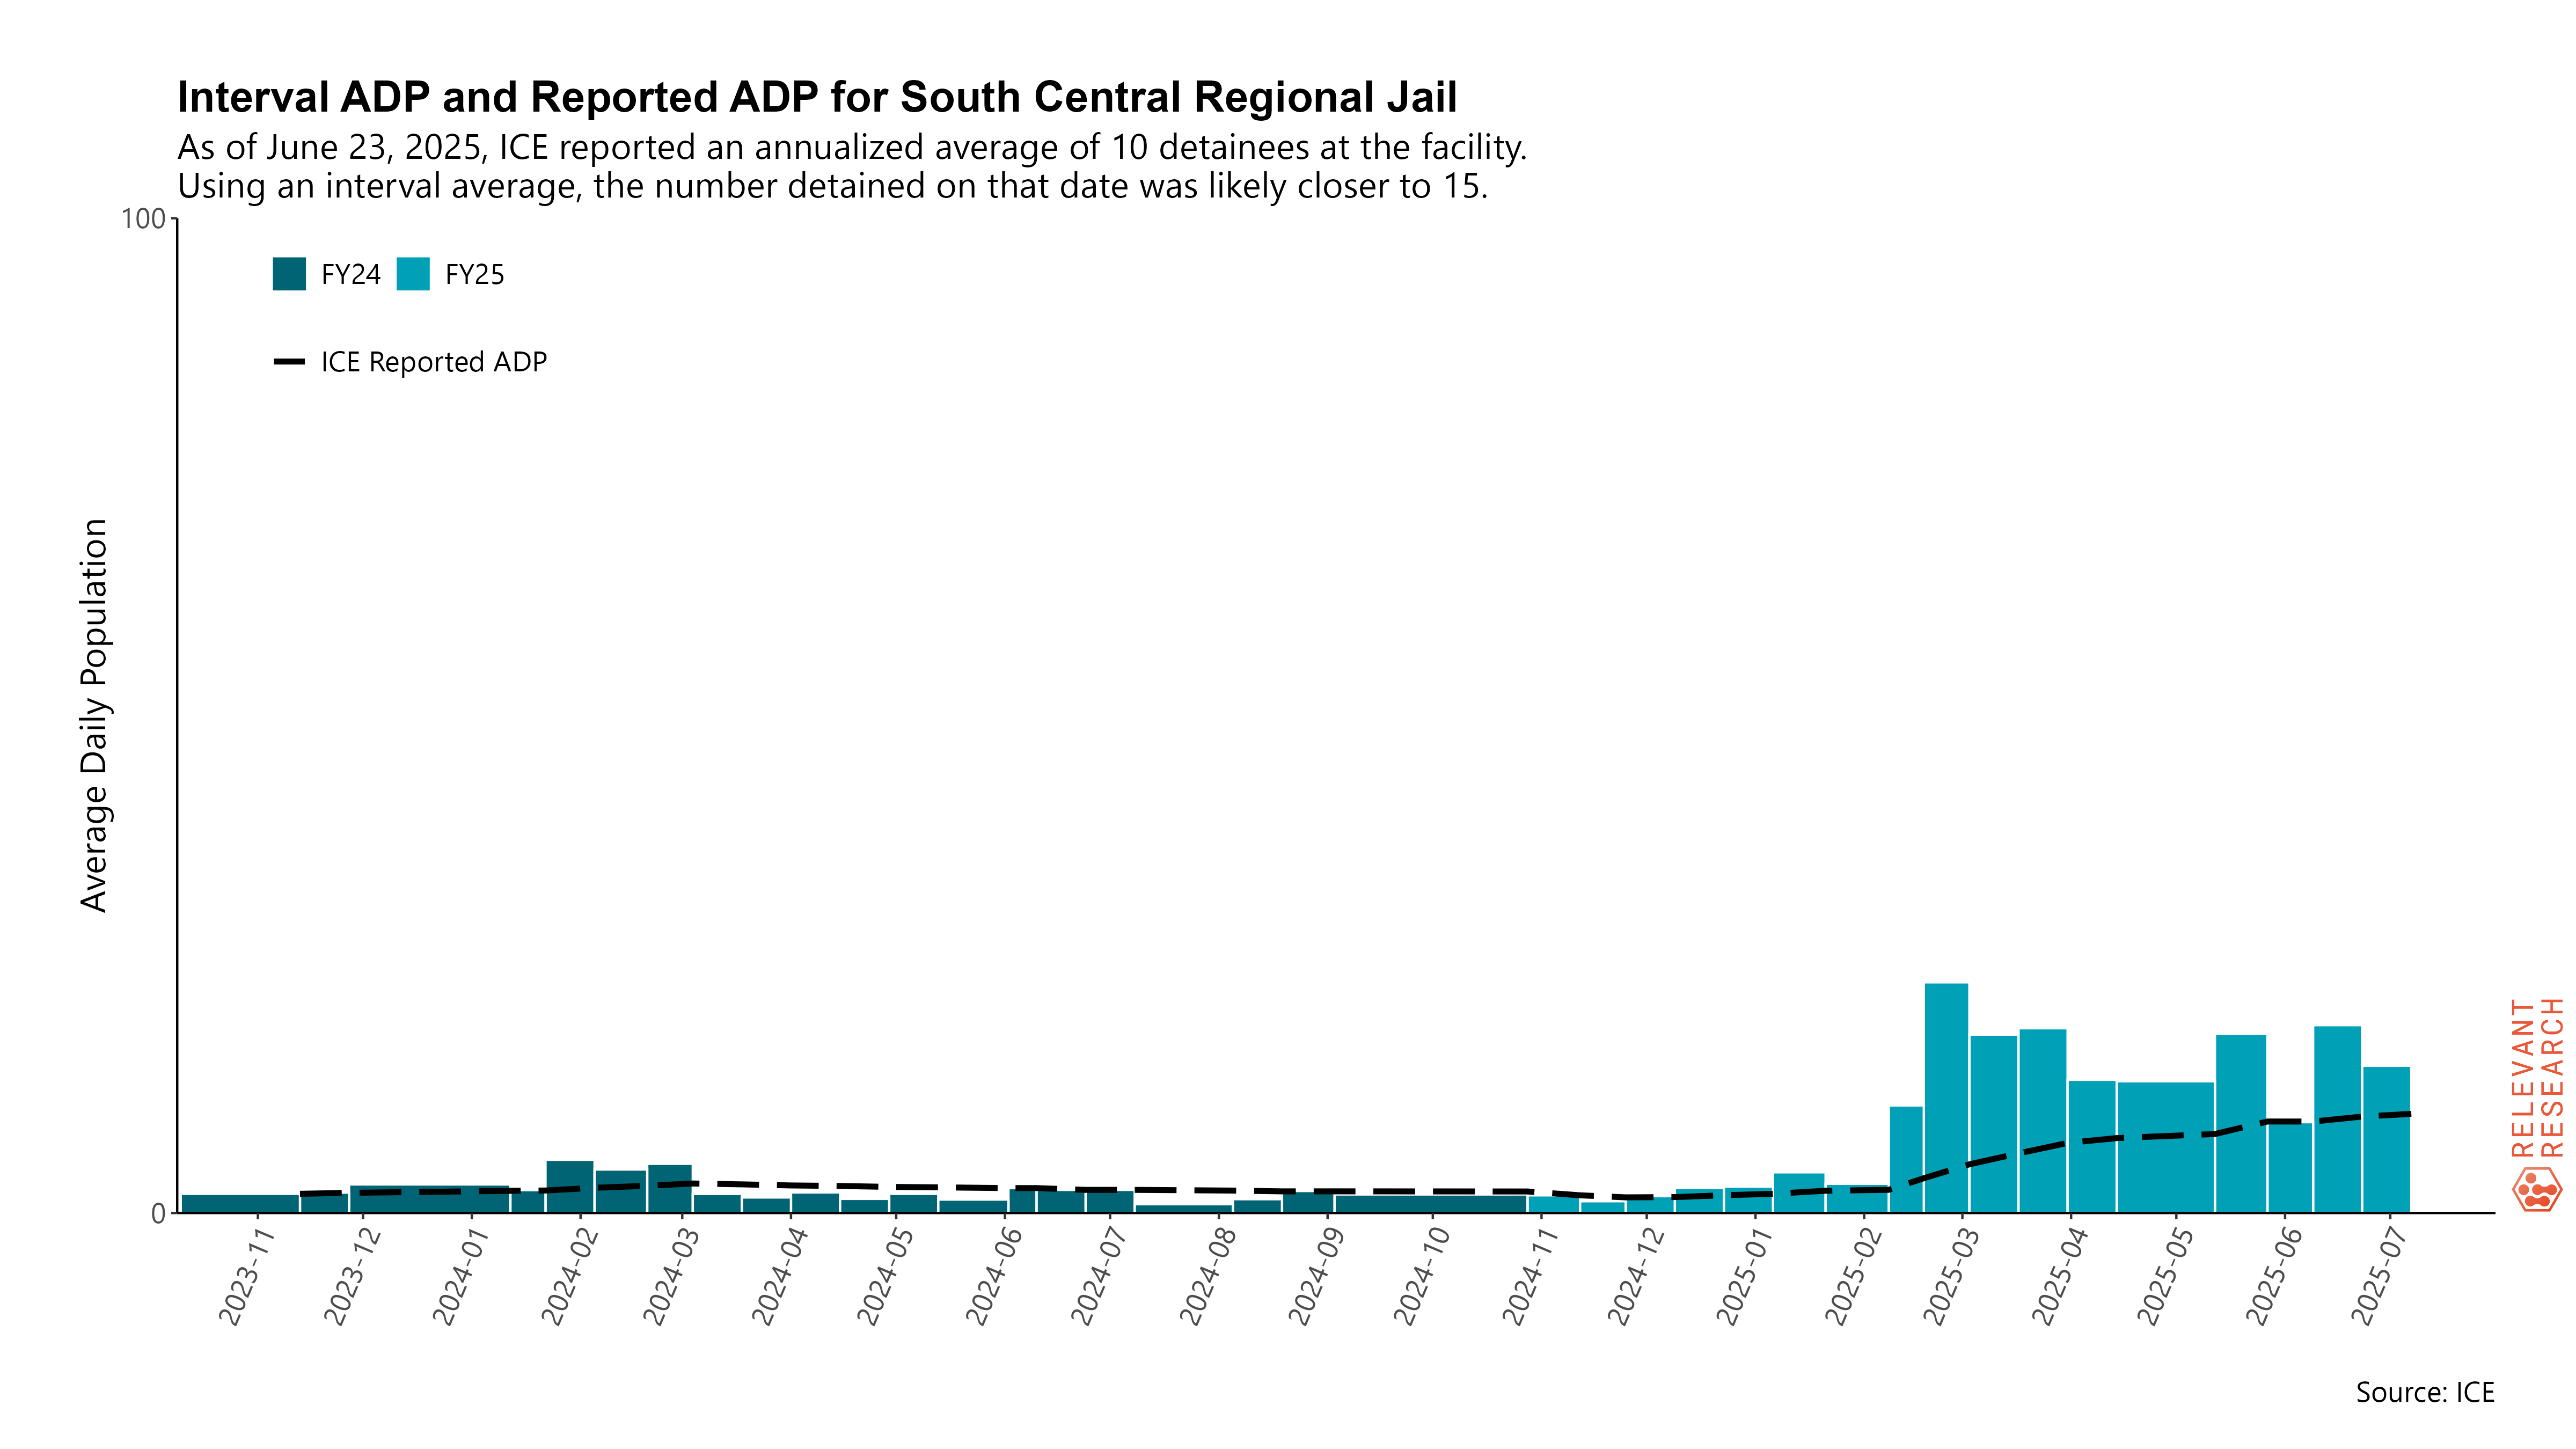 Interval ADP and Reported ADP for South Central Regional Jail
As of June 23, 2025, ICE reported an annualized average of 10 detainees at the facility.
Using an interval average, the number detained on that date was likely closer to 15.
100
FY24 FY25
ICE Reported ADP
Average Daily Population
0
2023-11
2023-12
2024-01
2024-02
2024-03
2024-04
2024-05
2024-06
2024-07
2024-08
2024-09
2024-10
2024-11
2024-12
2025-01
2025-02
2025-03
2025-04
2025-05
2025-06
2025-07
RELEVANT
RESEARCH
Source: ICE